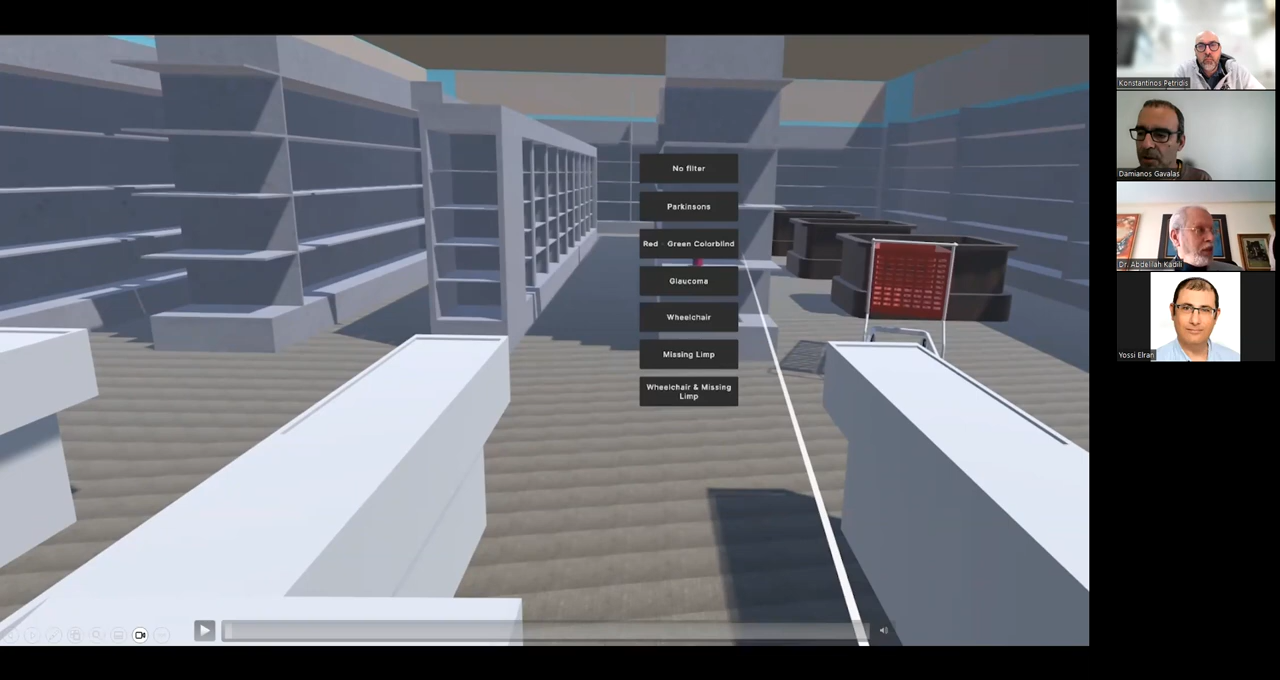 No filter
Parkinsons
Red Green Colorblind
Glaucoma
Wheelchair
Missing Limp
Wheelchair & Missing
Limp
Konstantinos Petridis
Damianos Gavalas
Dr. Abdelilah Kadili
Yossi Elran